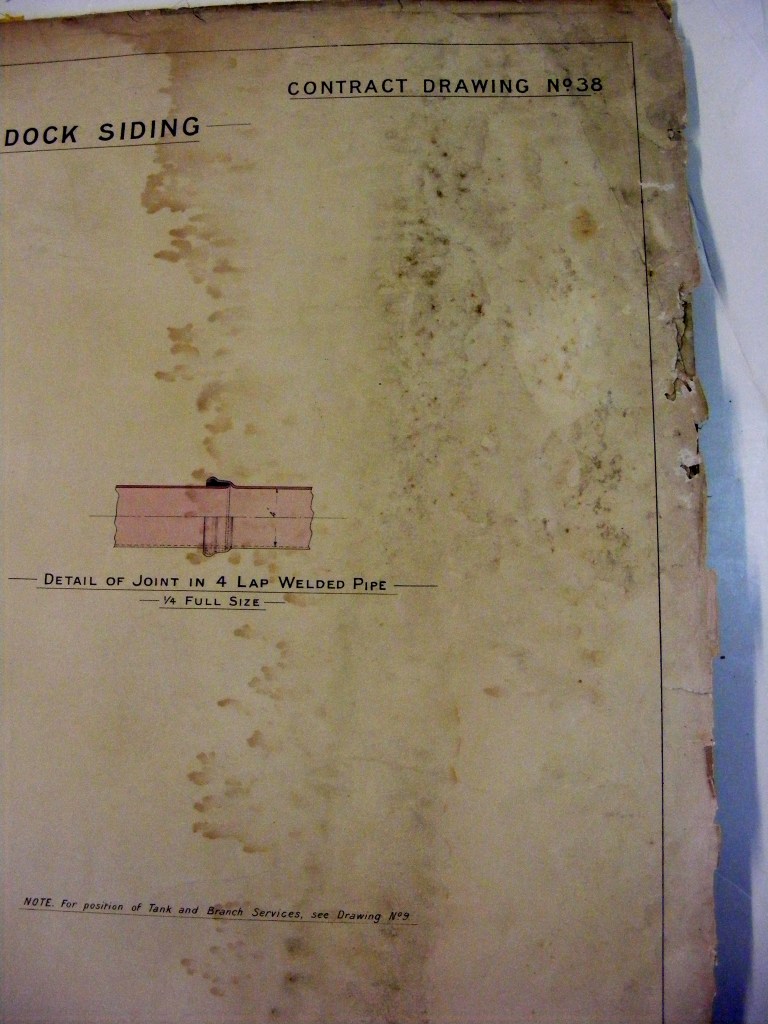 CONTRACT DRAWING Nº38
DOCK SIDING
DETAIL OF JOINT IN 4 LAP WELDED PIPE
¼ FULL SIZE
NOTE. For position of Tank and Branch Services, see Drawing Nº9